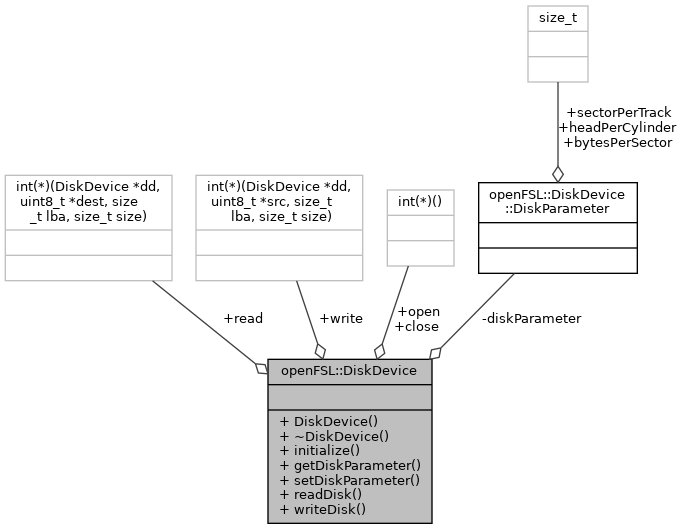 size_t
+sectorPerTrack
+headPerCylinder
+bytesPerSector
int(*)(DiskDevice *dd,
uint8_t *dest, size
_t lba, size_t size)
int(*)(DiskDevice *dd,
uint8_t *src, size_t
lba, size_t size)
int(*)()
openFSL::DiskDevice
::DiskParameter
+read
+write
+open
+close
-diskParameter
openFSL::DiskDevice
+ DiskDevice()
+ ~DiskDevice()
+ initialize()
+ getDiskParameter()
+ setDiskParameter()
+ readDisk()
+ writeDisk()